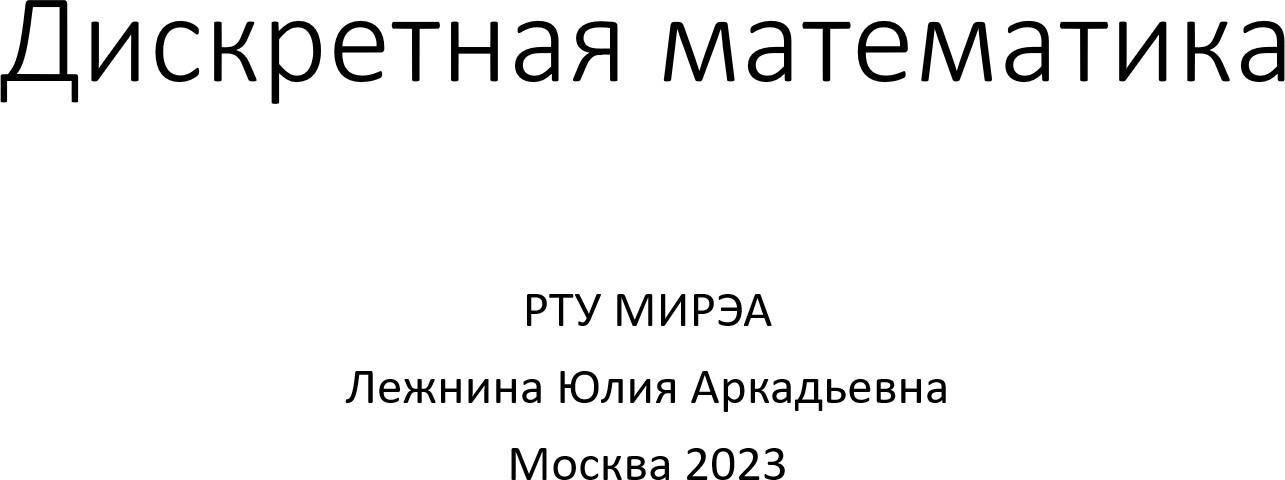 Дискретная математика
РТУ МИРЭА
Лежнина Юлия Аркадьевна
Москва 2023